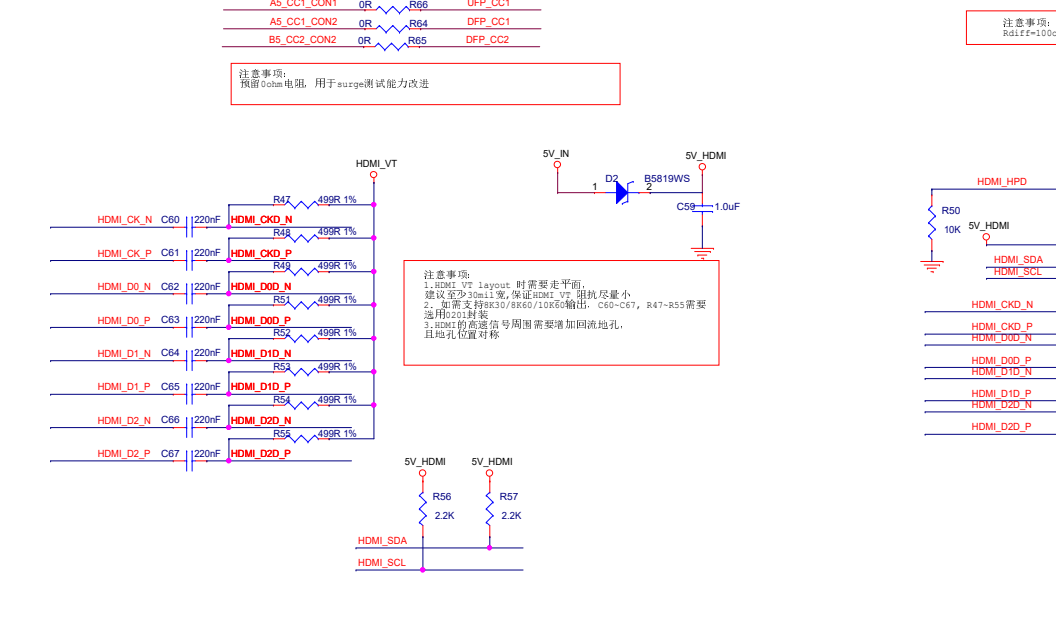 A5_CC1_CON1 0R R66 DFP_CC1
A5_CC1_CON2 0R R64 DFP_CC1
B5_CC2_CON2 0R R65 DFP_CC2
注意事项:
预留0ohm电阻, 用于surge测试能力改进
注意事项:
Rdiff=100
HDMI_VT
R47 499R 1%
HDMI_CK_N C60 220nF HDMI_CKD_N
R48 499R 1%
HDMI_CK_P C61 220nF HDMI_CKD_P
R49 499R 1%
HDMI_D0_N C62 220nF HDMI_D0D_N
R51 499R 1%
HDMI_D0_P C63 220nF HDMI_D0D_P
R52 499R 1%
HDMI_D1_N C64 220nF HDMI_D1D_N
R53 499R 1%
HDMI_D1_P C65 220nF HDMI_D1D_P
R54 499R 1%
HDMI_D2_N C66 220nF HDMI_D2D_N
R55 499R 1%
HDMI_D2_P C67 220nF HDMI_D2D_P
5V_IN
5V_HDMI
D2 B5819WS
1 2
C59 1.0uF
注意事项:
1.HDMI_VT layout 时需要走平面,
建议至少30mil宽,保证HDMI_VT 阻抗尽量小
2. 如需支持8K30/8K60/10K60输出, C60~C67, R47~R55需要
选用0201封装
3.HDMI的高速信号周围需要增加回流地孔,
且地孔位置对称
5V_HDMI 5V_HDMI
R56 R57
2.2K 2.2K
HDMI_SDA
HDMI_SCL
HDMI_HPD
R50
10K
5V_HDMI
HDMI_SDA
HDMI_SCL
HDMI_CKD_N
HDMI_CKD_P
HDMI_D0D_N
HDMI_D0D_P
HDMI_D1D_N
HDMI_D1D_P
HDMI_D2D_N
HDMI_D2D_P